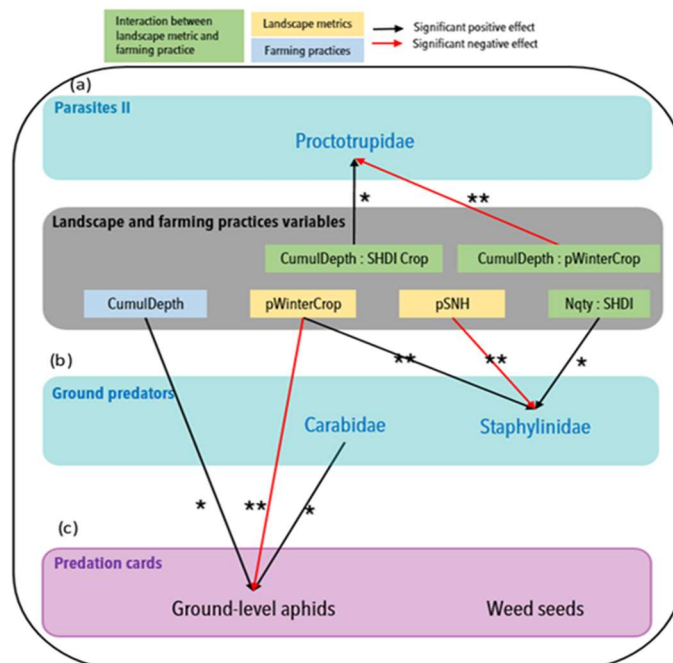 Interaction between
landscape metric and
farming practice
Landscape metrics
Farming practices
Significant positive effect
Significant negative effect
(a)
Parasites II
Proctotrupidae
*
**
Landscape and farming practices variables
CumulDepth : SHDI Crop
CumulDepth : pWinterCrop
CumulDepth
pWinterCrop
pSNH
Nqty : SHDI
(b)
**
**
*
Ground predators
Carabidae
Staphylinidae
*
**
*
(c)
Predation cards
Ground-level aphids
Weed seeds